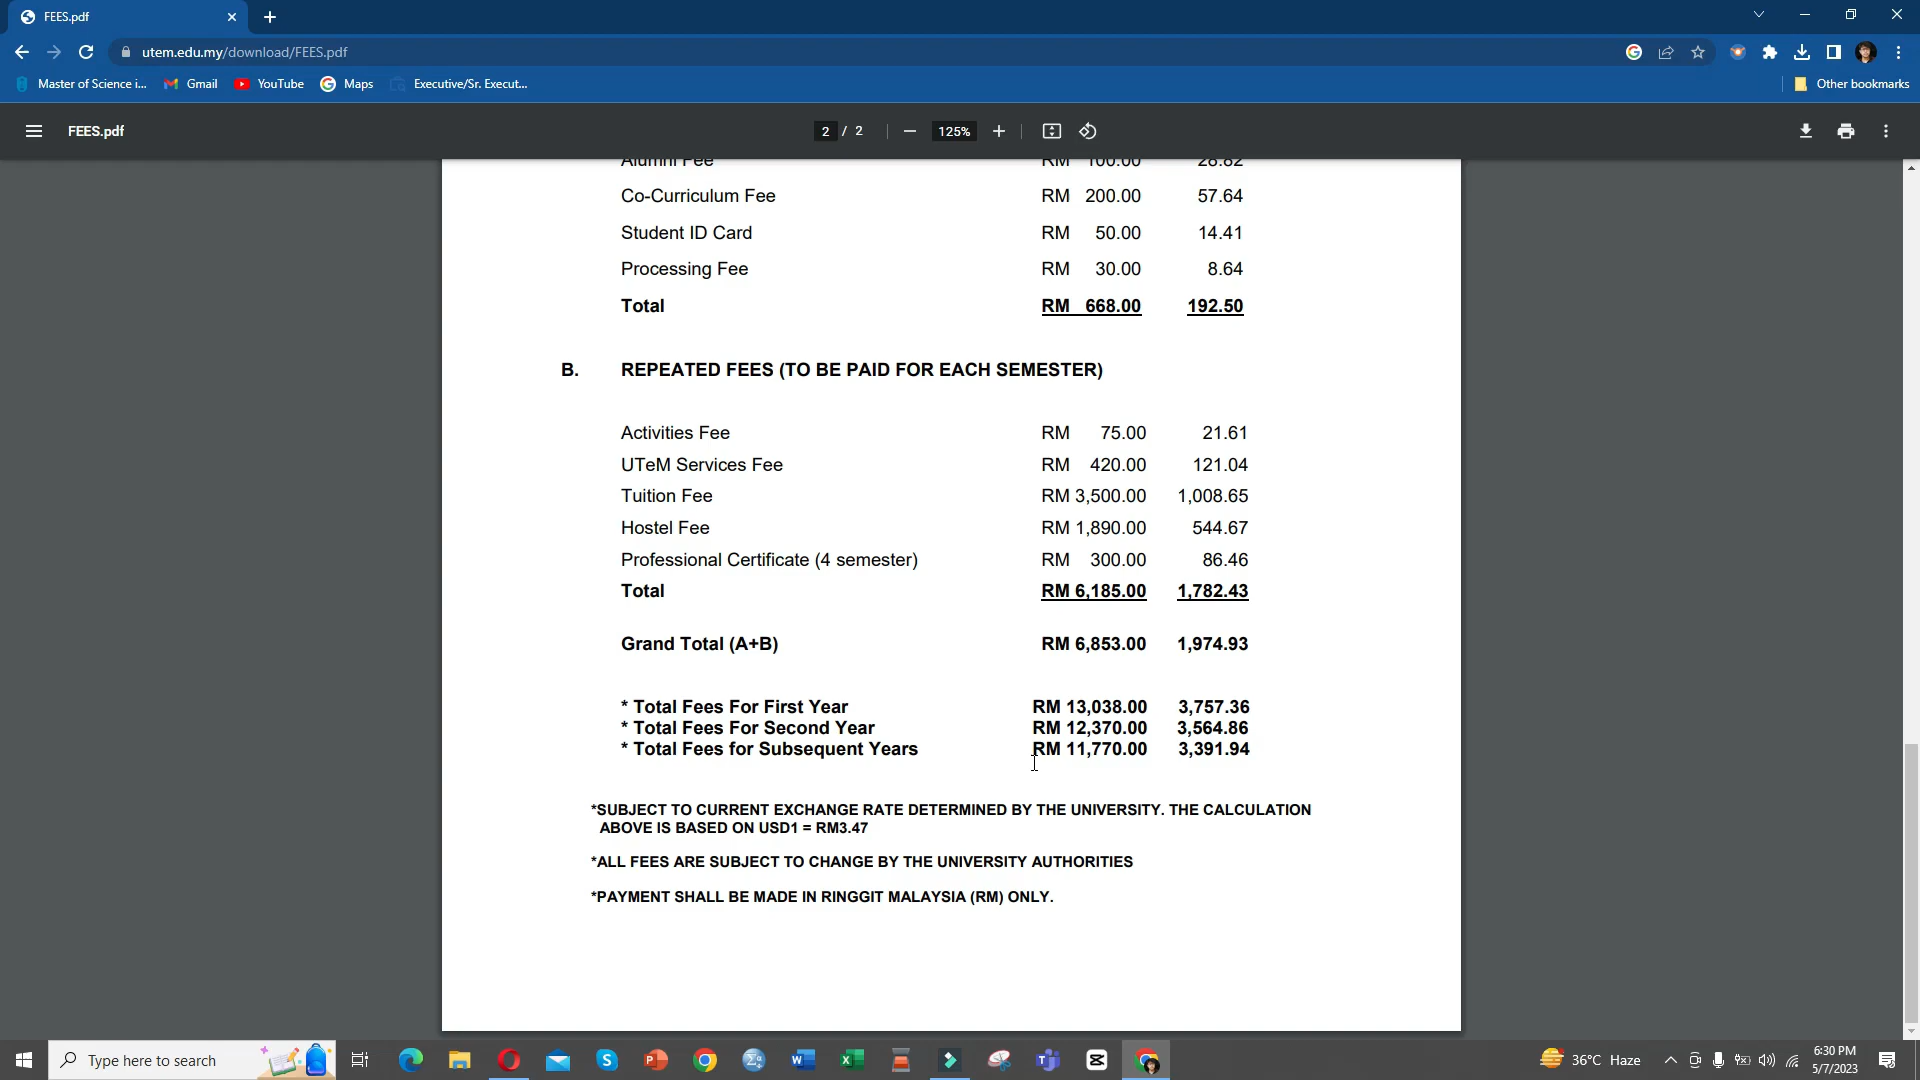 FEES.pdf
utem.edu.my/download/FEES.pdf
Master of Science i... Gmail YouTube Maps Executive/Sr. Execut... Other bookmarks
FEES.pdf 2 / 2 125%
Alumni Fee RM 100.00 28.82
Co-Curriculum Fee RM 200.00 57.64
Student ID Card RM 50.00 14.41
Processing Fee RM 30.00 8.64
Total RM 668.00 192.50
B. REPEATED FEES (TO BE PAID FOR EACH SEMESTER)
Activities Fee RM 75.00 21.61
UTeM Services Fee RM 420.00 121.04
Tuition Fee RM 3,500.00 1,008.65
Hostel Fee RM 1,890.00 544.67
Professional Certificate (4 semester) RM 300.00 86.46
Total RM 6,185.00 1,782.43
Grand Total (A+B) RM 6,853.00 1,974.93
* Total Fees For First Year RM 13,038.00 3,757.36
* Total Fees For Second Year RM 12,370.00 3,564.86
* Total Fees for Subsequent Years RM 11,770.00 3,391.94
*SUBJECT TO CURRENT EXCHANGE RATE DETERMINED BY THE UNIVERSITY. THE CALCULATION
ABOVE IS BASED ON USD1 = RM3.47
*ALL FEES ARE SUBJECT TO CHANGE BY THE UNIVERSITY AUTHORITIES
*PAYMENT SHALL BE MADE IN RINGGIT MALAYSIA (RM) ONLY.
Type here to search 36°C Haze 6:30 PM
5/7/2023